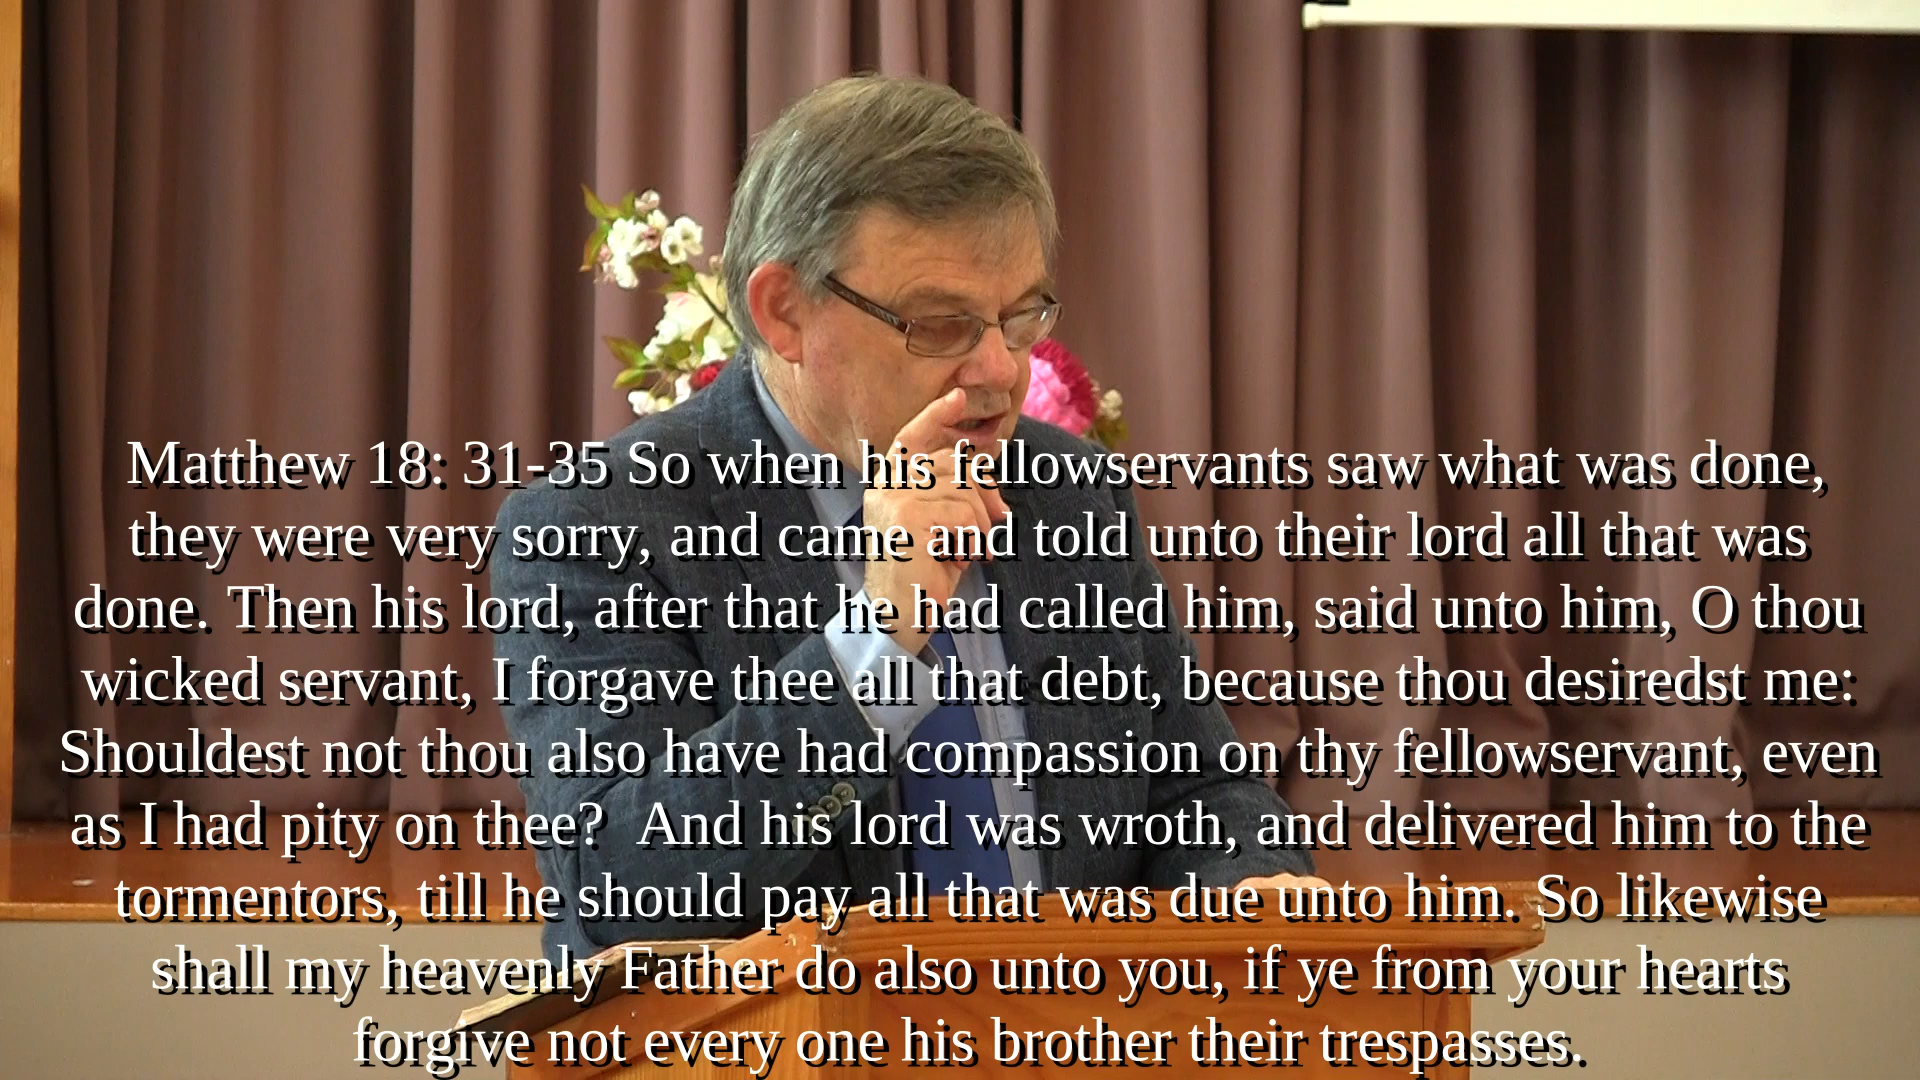 Matthew 18: 31-35 So when his fellowservants saw what was done,
they were very sorry, and came and told unto their lord all that was
done. Then his lord, after that he had called him, said unto him, O thou
wicked servant, I forgave thee all that debt, because thou desiredst me:
Shouldest not thou also have had compassion on thy fellowservant, even
as I had pity on thee?  And his lord was wroth, and delivered him to the
tormentors, till he should pay all that was due unto him. So likewise
shall my heavenly Father do also unto you, if ye from your hearts
forgive not every one his brother their trespasses.